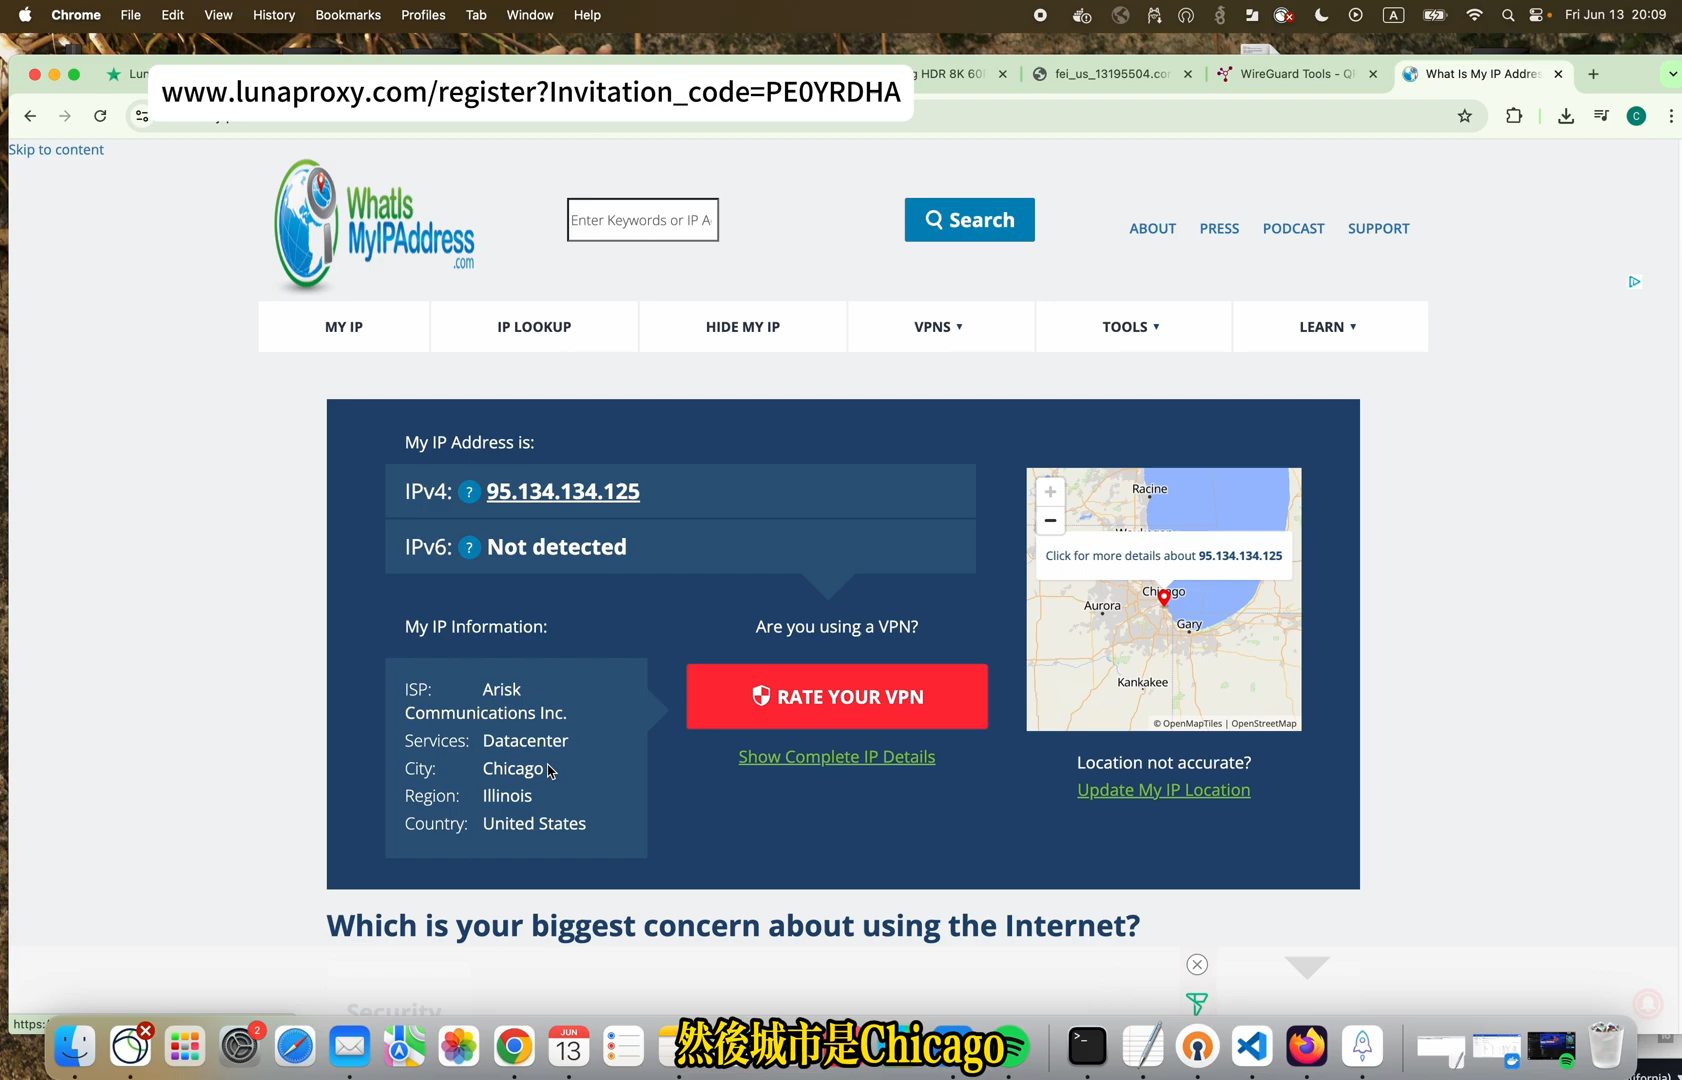 Chrome File Edit View History Bookmarks Profiles Tab Window Help
A Fri Jun 13 20:09
HDR 8K 60
fei_us_13195504.co
WireGuard Tools - Q
What Is My IP Addre
www.lunaproxy.com/register?Invitation_code=PE0YRDHA
C
Skip to content
WhatIs
MyIPAddress
.com
Enter Keywords or IP A
Search
ABOUT PRESS PODCAST SUPPORT
MY IP IP LOOKUP HIDE MY IP VPNS TOOLS LEARN
My IP Address is:
IPv4: ? 95.134.134.125
IPv6: ? Not detected
My IP Information:
ISP: Arisk
Communications Inc.
Services: Datacenter
City: Chicago
Region: Illinois
Country: United States
Are you using a VPN?
RATE YOUR VPN
Show Complete IP Details
Racine
Click for more details about 95.134.134.125
Aurora
Gary
Kankakee
© OpenMapTiles | OpenStreetMap
Location not accurate?
Update My IP Location
Which is your biggest concern about using the Internet?
Security
https:
2
JUN
13
然後城市是Chicago